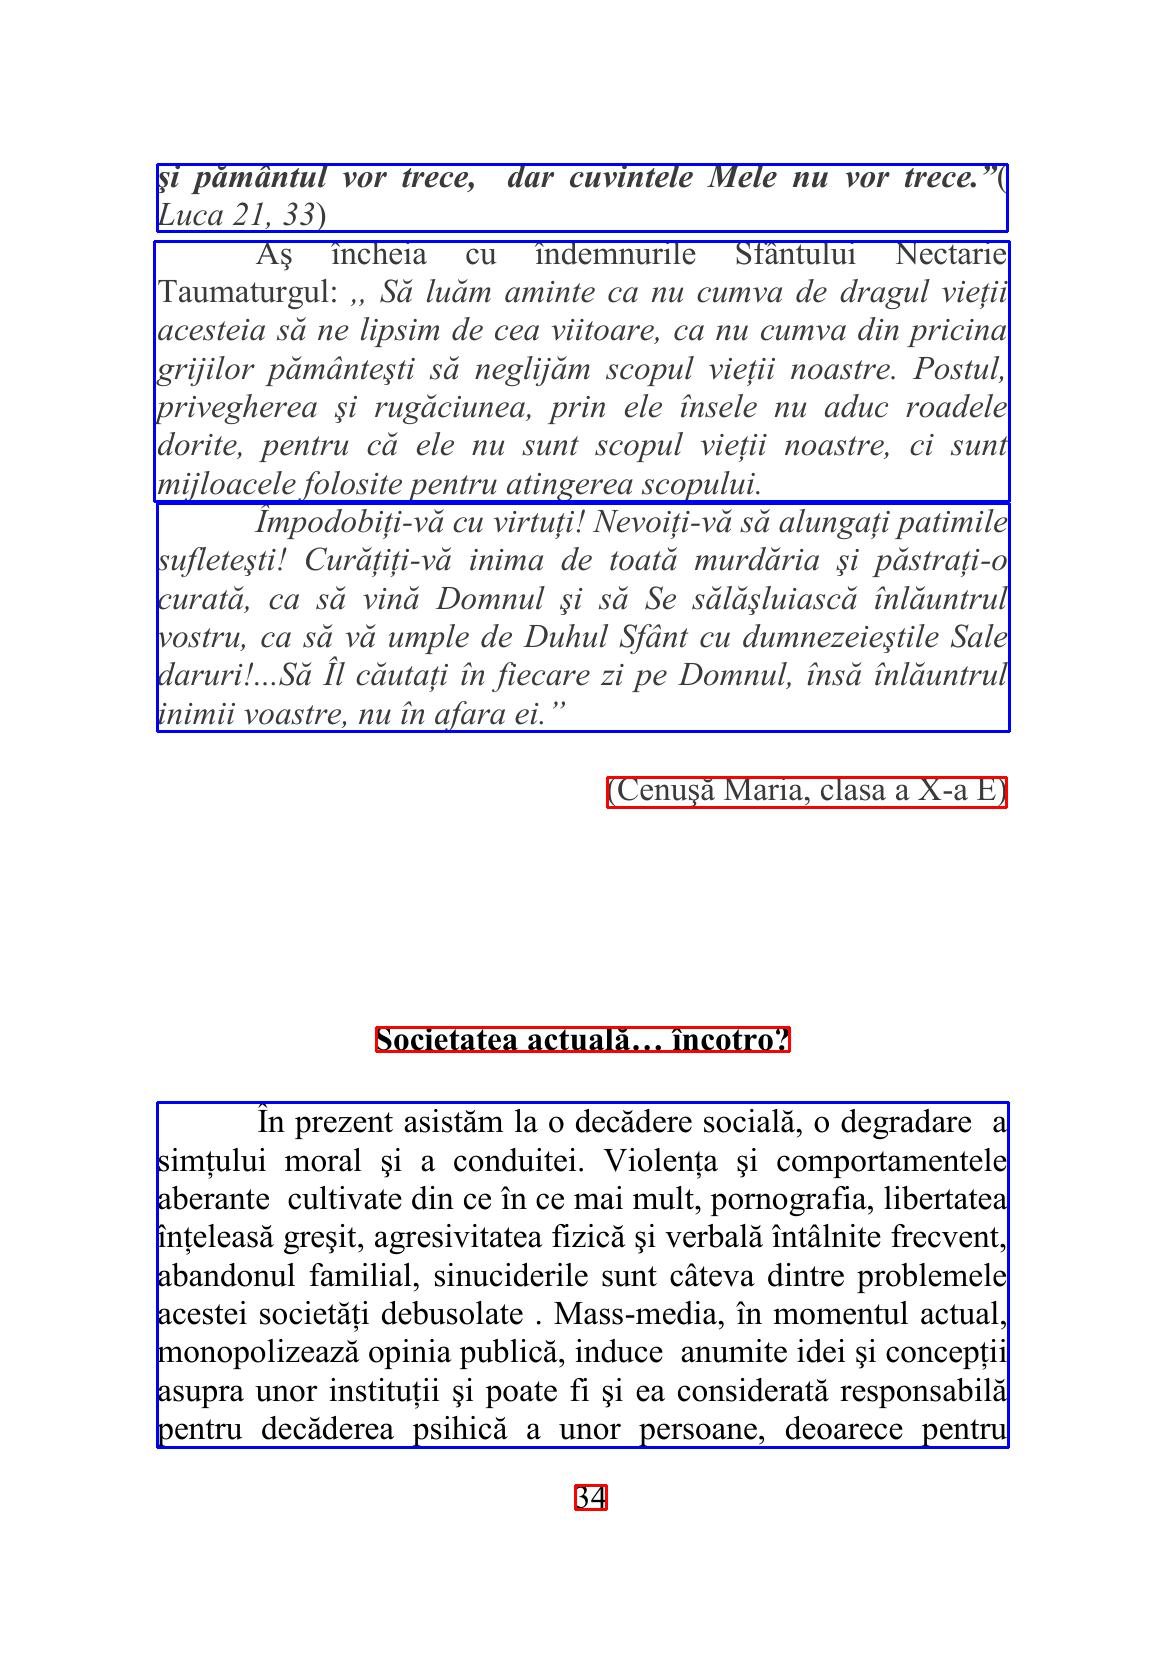 şi pământul vor trece,  dar cuvintele Mele nu vor trece.”(
Luca 21, 33)
Aş încheia cu îndemnurile Sfântului Nectarie
Taumaturgul: ,, Să luăm aminte ca nu cumva de dragul vieții
acesteia să ne lipsim de cea viitoare, ca nu cumva din pricina
grijilor pământeşti să neglijăm scopul vieții noastre. Postul,
privegherea şi rugăciunea, prin ele însele nu aduc roadele
dorite, pentru că ele nu sunt scopul vieții noastre, ci sunt
mijloacele folosite pentru atingerea scopului.
Împodobiți-vă cu virtuți! Nevoiți-vă să alungați patimile
sufleteşti! Curățiți-vă inima de toată murdăria şi păstrați-o
curată, ca să vină Domnul şi să Se sălăşluiască înlăuntrul
vostru, ca să vă umple de Duhul Sfânt cu dumnezeieştile Sale
daruri!...Să Îl căutați în fiecare zi pe Domnul, însă înlăuntrul
inimii voastre, nu în afara ei.”
(Cenuşă Maria, clasa a X-a E)
Societatea actuală… încotro?
În prezent asistăm la o decădere socială, o degradare  a
simțului moral şi a conduitei. Violența şi comportamentele
aberante  cultivate din ce în ce mai mult, pornografia, libertatea
înțeleasă greşit, agresivitatea fizică şi verbală întâlnite frecvent,
abandonul familial, sinuciderile sunt câteva dintre problemele
acestei societăți debusolate . Mass-media, în momentul actual,
monopolizează opinia publică, induce  anumite idei şi concepții
asupra unor instituții şi poate fi şi ea considerată responsabilă
pentru decăderea psihică a unor persoane, deoarece pentru
34